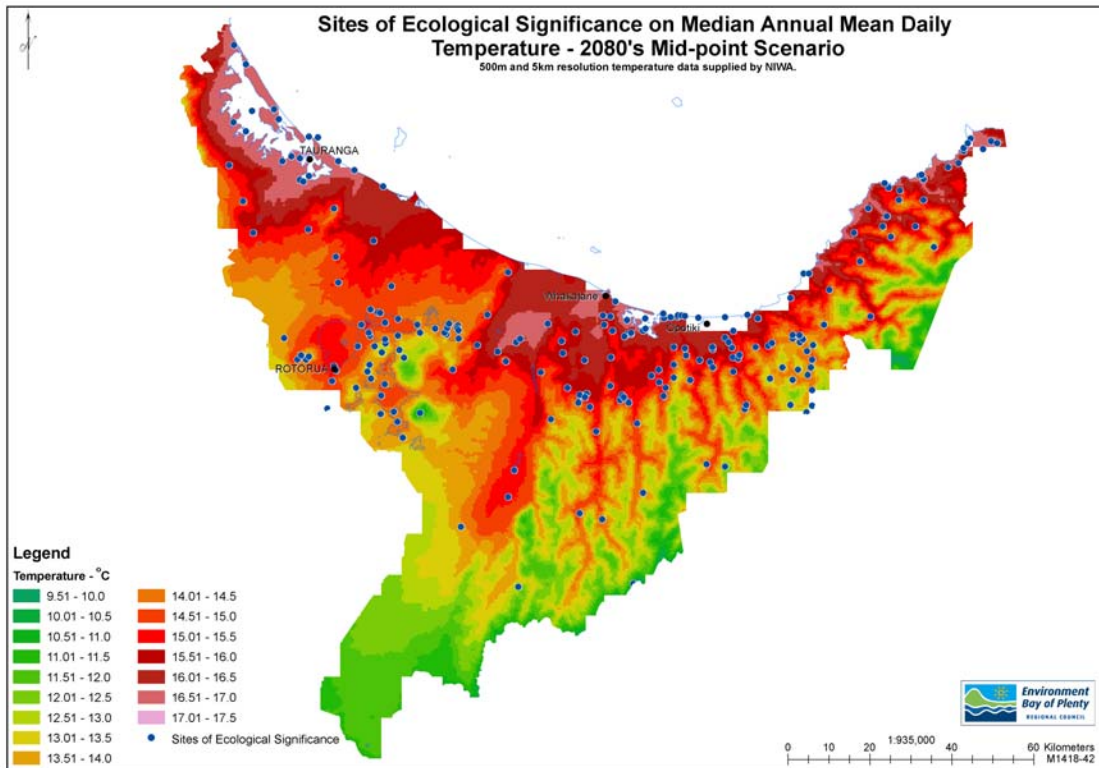 Sites of Ecological Significance on Median Annual Mean Daily
Temperature - 2080's Mid-point Scenario
500m and 5km resolution temperature data supplied by NIWA.
TAURANGA
Whakatane
Opotiki
ROTORUA
Legend
Temperature - °C
9.51 - 10.0
10.01 - 10.5
10.51 - 11.0
11.01 - 11.5
11.51 - 12.0
12.01 - 12.5
12.51 - 13.0
13.01 - 13.5
13.51 - 14.0
14.01 - 14.5
14.51 - 15.0
15.01 - 15.5
15.51 - 16.0
16.01 - 16.5
16.51 - 17.0
17.01 - 17.5
Sites of Ecological Significance
Environment
Bay of Plenty
REGIONAL COUNCIL
1:935,000
0 10 20 40 60 Kilometers
M1418-42